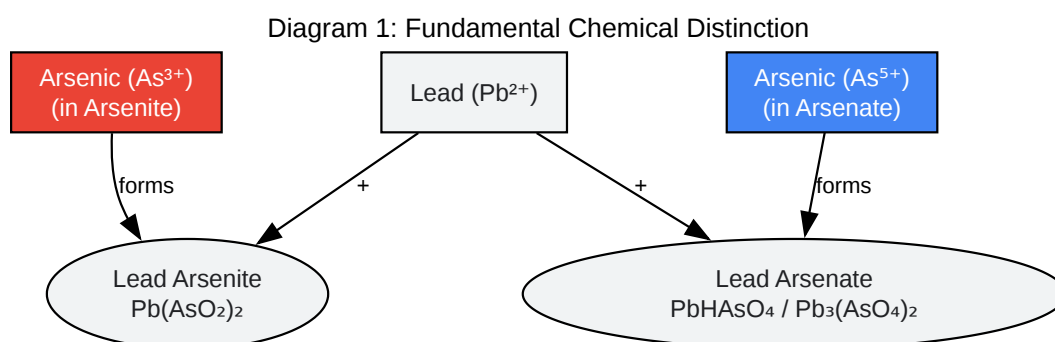 Diagram 1: Fundamental Chemical Distinction
Arsenic (As³⁺)
(in Arsenite)
Lead (Pb²⁺)
Arsenic (As⁵⁺)
(in Arsenate)
forms
+
+
forms
Lead Arsenite
Pb(AsO₂)₂
Lead Arsenate
PbHAsO₄ / Pb₃(AsO₄)₂